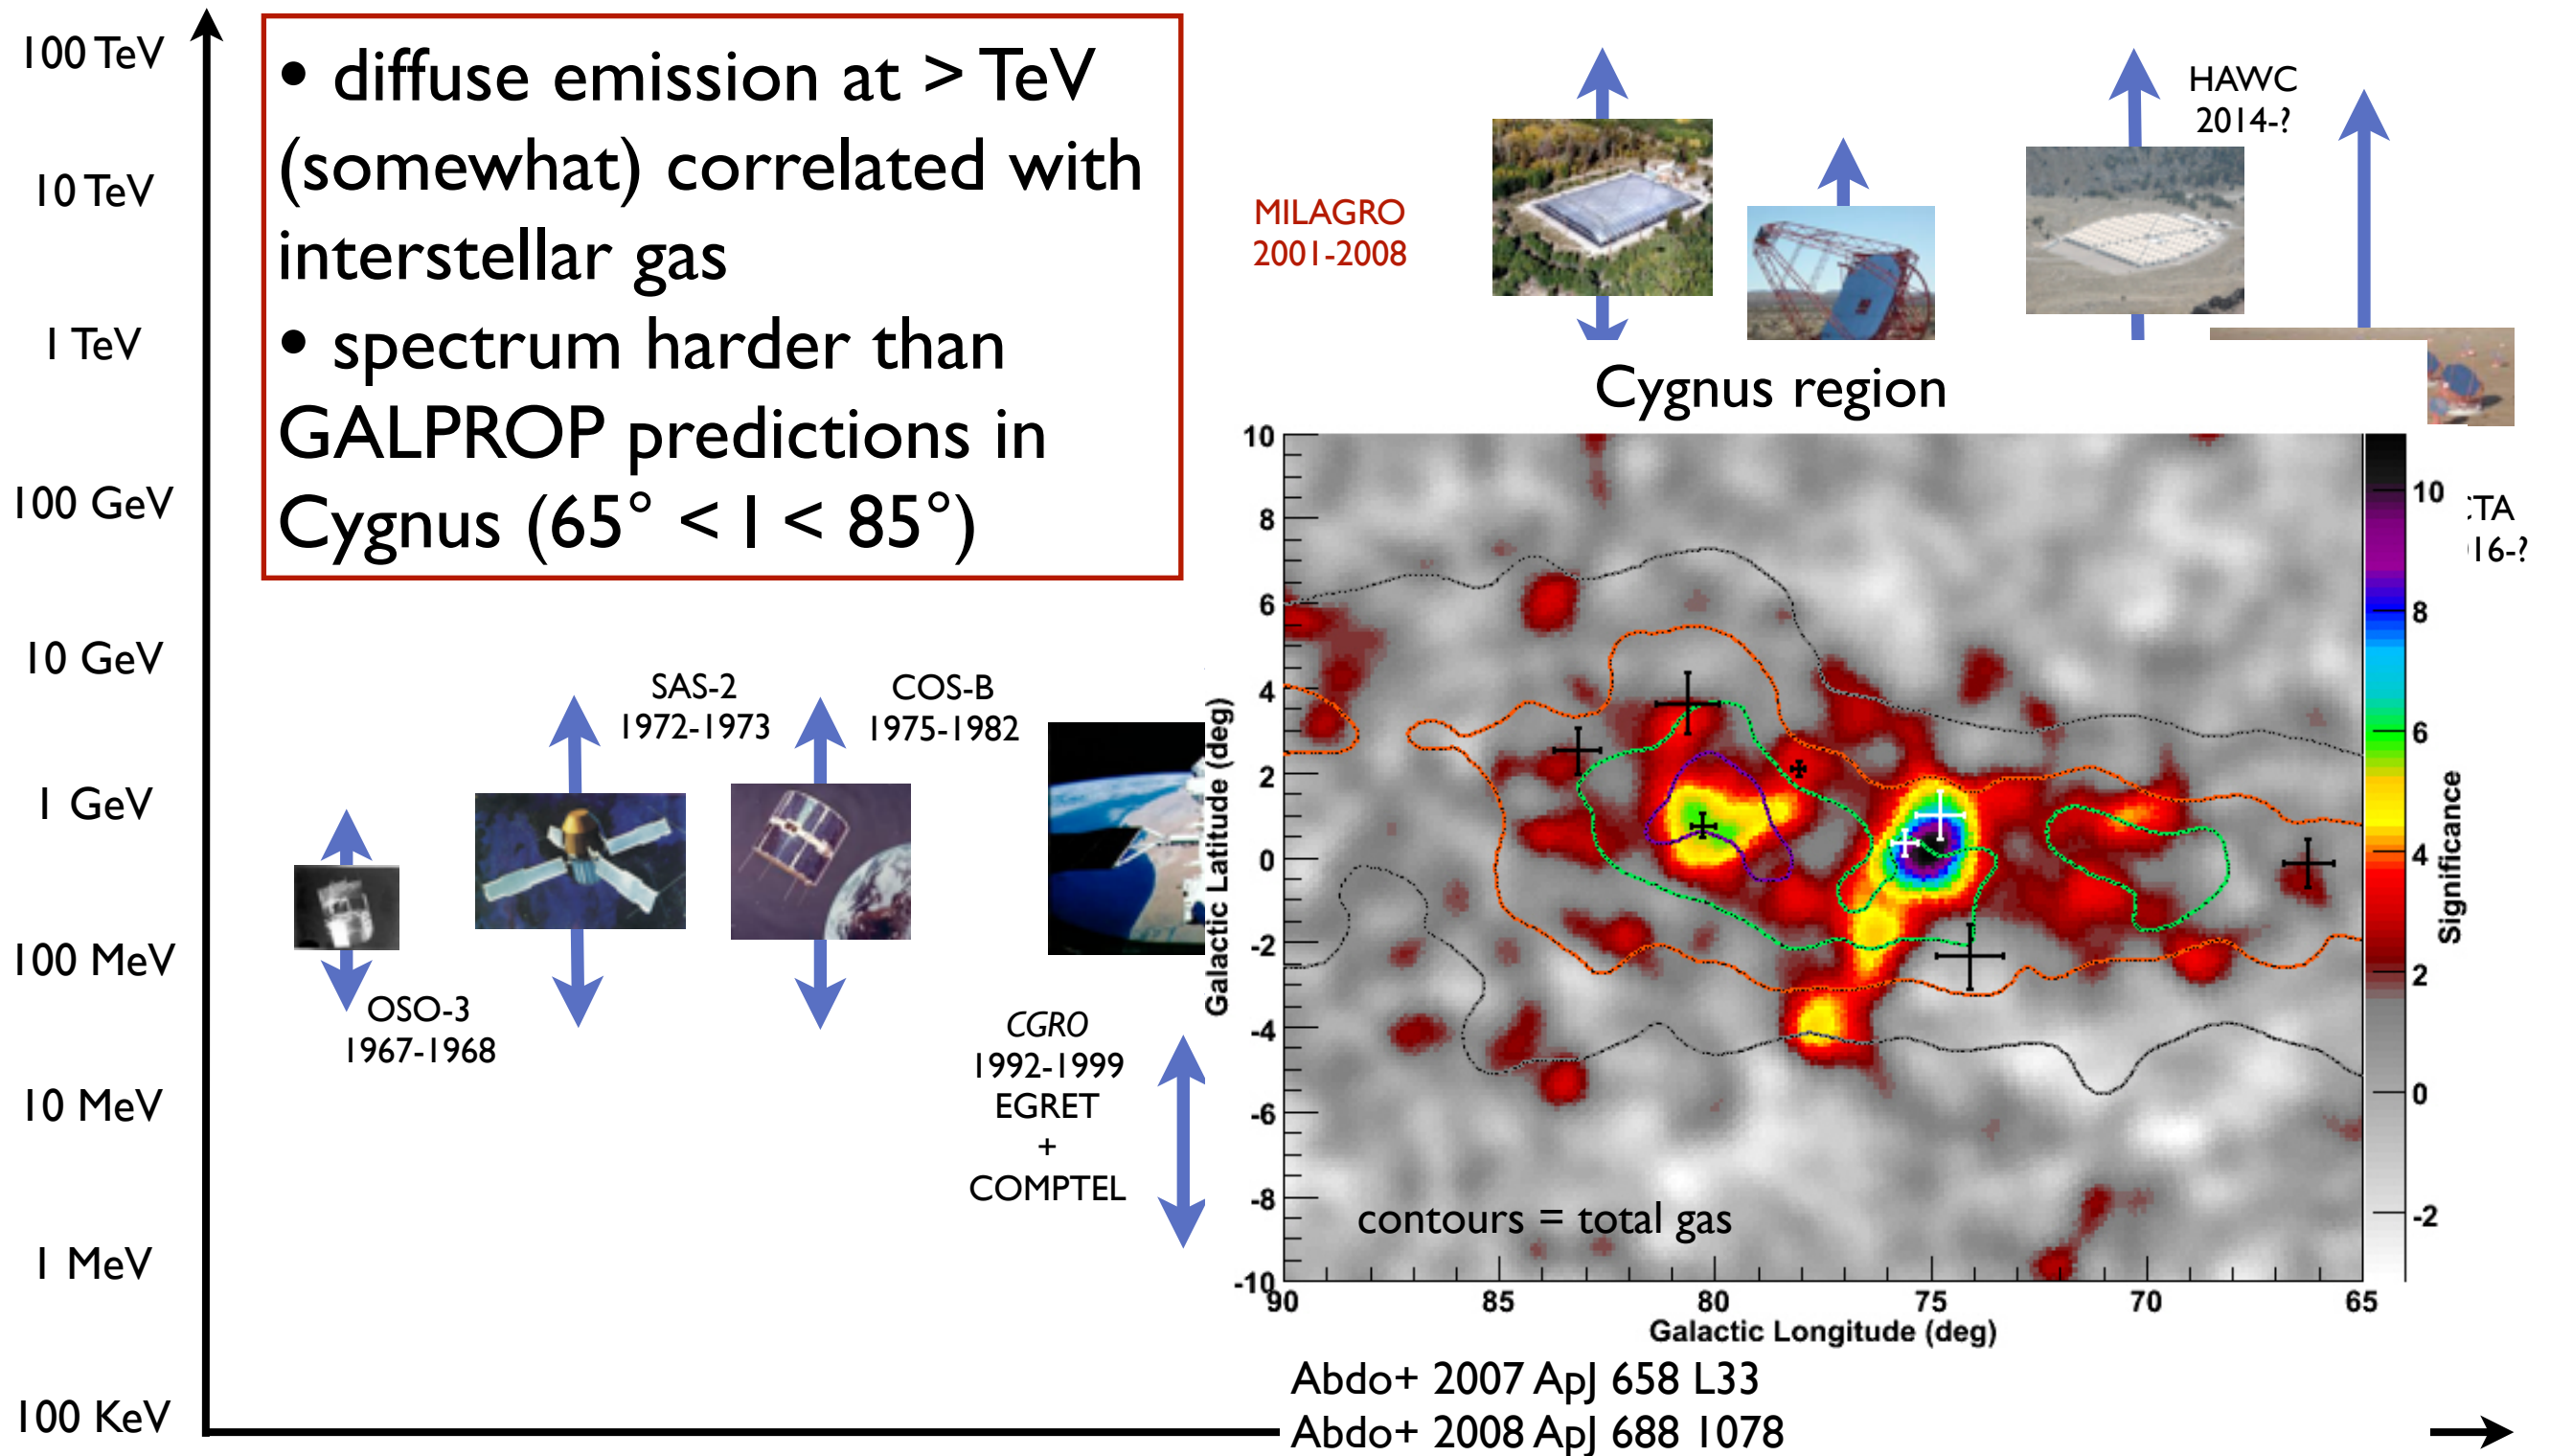 100 TeV
10 TeV
1 TeV
100 GeV
10 GeV
1 GeV
100 MeV
10 MeV
1 MeV
100 KeV
• diffuse emission at > TeV
(somewhat) correlated with
interstellar gas
• spectrum harder than
GALPROP predictions in
Cygnus (65° < l < 85°)
MILAGRO
2001-2008
HAWC
2014-?
OSO-3
1967-1968
SAS-2
1972-1973
COS-B
1975-1982
CGRO
1992-1999
EGRET
+
COMPTEL
Cygnus region
10
8
6
4
2
0
-2
-4
-6
-8
-10
Galactic Latitude (deg)
contours = total gas
90
85
80
75
70
65
Galactic Longitude (deg)
10
8
6
4
2
0
-2
Significance
TA
16-?
Abdo+ 2007 ApJ 658 L33
Abdo+ 2008 ApJ 688 1078